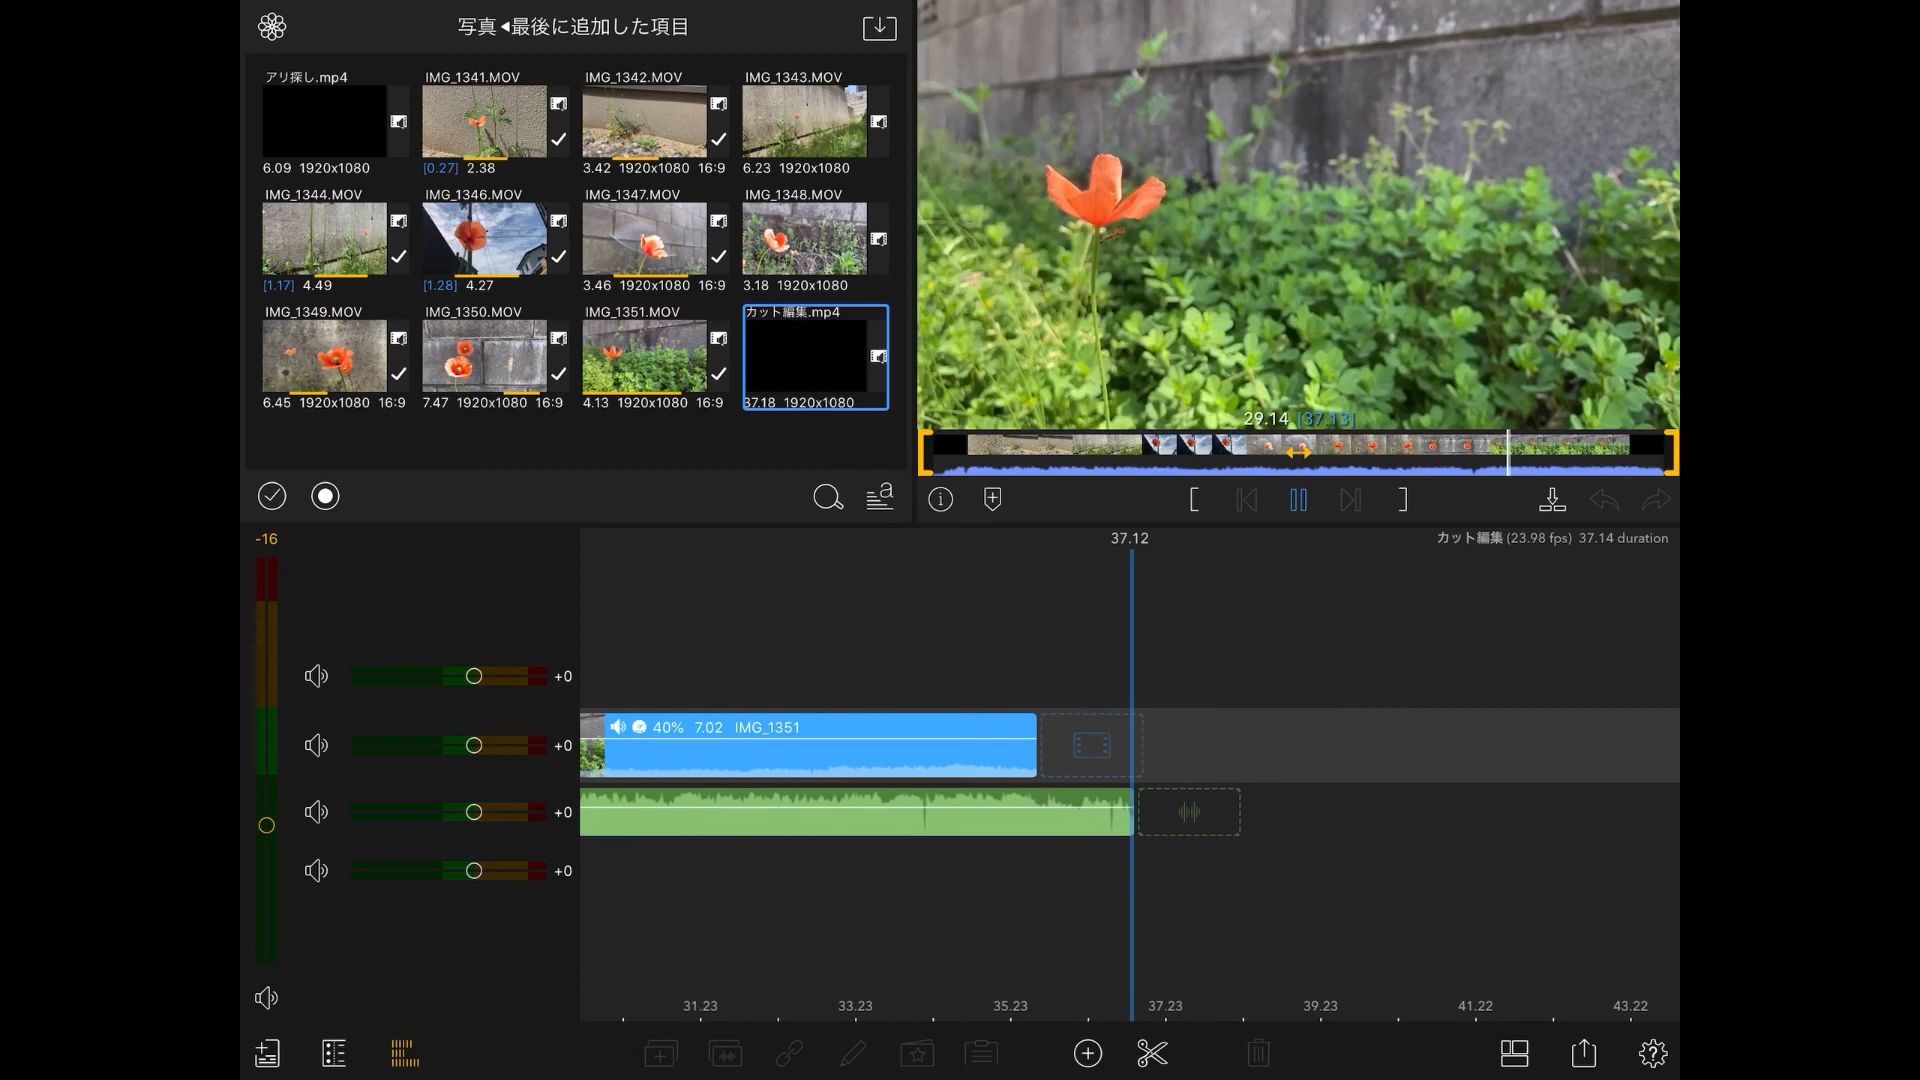 写真◀最後に追加した項目
アリ探し.mp4
IMG_1341.MOV
IMG_1342.MOV
IMG_1343.MOV
6.09 1920x1080
[0.27] 2.38
3.42 1920x1080 16:9
6.23 1920x1080
IMG_1344.MOV
IMG_1346.MOV
IMG_1347.MOV
IMG_1348.MOV
[1.17] 4.49
[1.28] 4.27
3.46 1920x1080 16:9
3.18 1920x1080
IMG_1349.MOV
IMG_1350.MOV
IMG_1351.MOV
カット編集.mp4
6.45 1920x1080 16:9
7.47 1920x1080 16:9
4.13 1920x1080 16:9
37.18 1920x1080
29.14 [37.13]
-16
37.12
カット編集 (23.98 fps) 37.14 duration
+0
40% 7.02 IMG_1351
+0
+0
+0
31.23
33.23
35.23
37.23
39.23
41.22
43.22